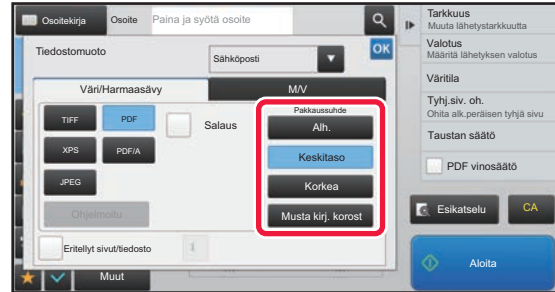 Osoitekirja
Osoite
Paina ja syötä osoite
Tiedostomuoto
Sähköposti
OK
Väri/Harmaasävy
M/V
TIFF
PDF
Salaus
XPS
PDF/A
JPEG
Ohjelmoitu
Pakkaussuhde
Alh.
Keskitaso
Korkea
Musta kirj. korost
Eritellyt sivut/tiedosto
1
Muut
Tarkkuus
Muuta lähetystarkkuutta
Valotus
Määritä lähetyksen valotus
Väritila
Tyhj.siv. oh.
Ohita alk.peräisen tyhjä sivu
Taustan säätö
PDF vinosäätö
Esikatselu
CA
Aloita